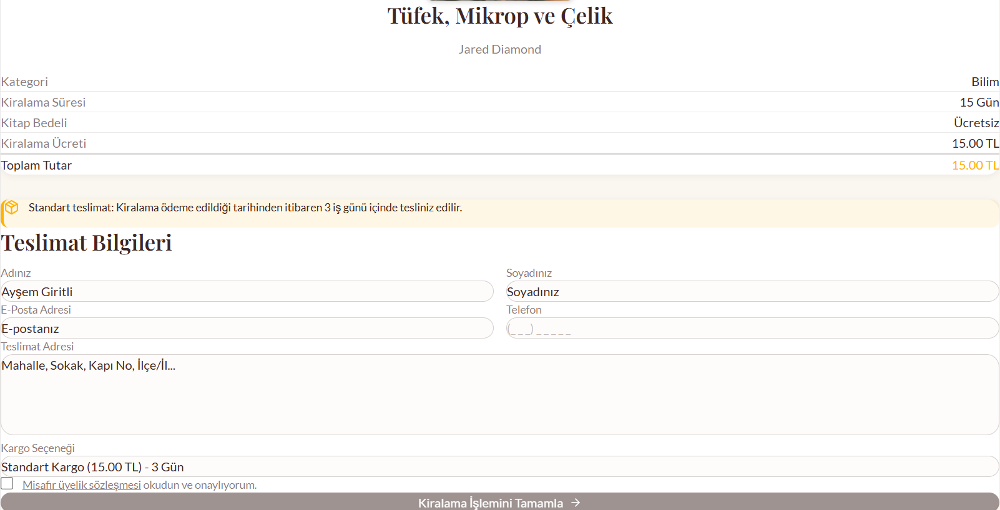 Tüfek, Mikrop ve Çelik
Jared Diamond
Kategori Bilim
Kiralama Süresi 15 Gün
Kitap Bedeli Ücretsiz
Kiralama Ücreti 15.00 TL
Toplam Tutar 15.00 TL
Standart teslimat: Kiralama ödeme edildiği tarihinden itibaren 3 iş günü içinde tesliniz edilir.
Teslimat Bilgileri
Adınız Soyadınız
Ayşem Giritli Soyadınız
E-Posta Adresi Telefon
E-postanız (_ _ _) _ _ _ _ _
Teslimat Adresi
Mahalle, Sokak, Kapı No, İlçe/İl...
Kargo Seçeneği
Standart Kargo (15.00 TL) - 3 Gün
Misafir üyelik sözleşmesi okudun ve onaylıyorum.
Kiralama İşlemini Tamamla →